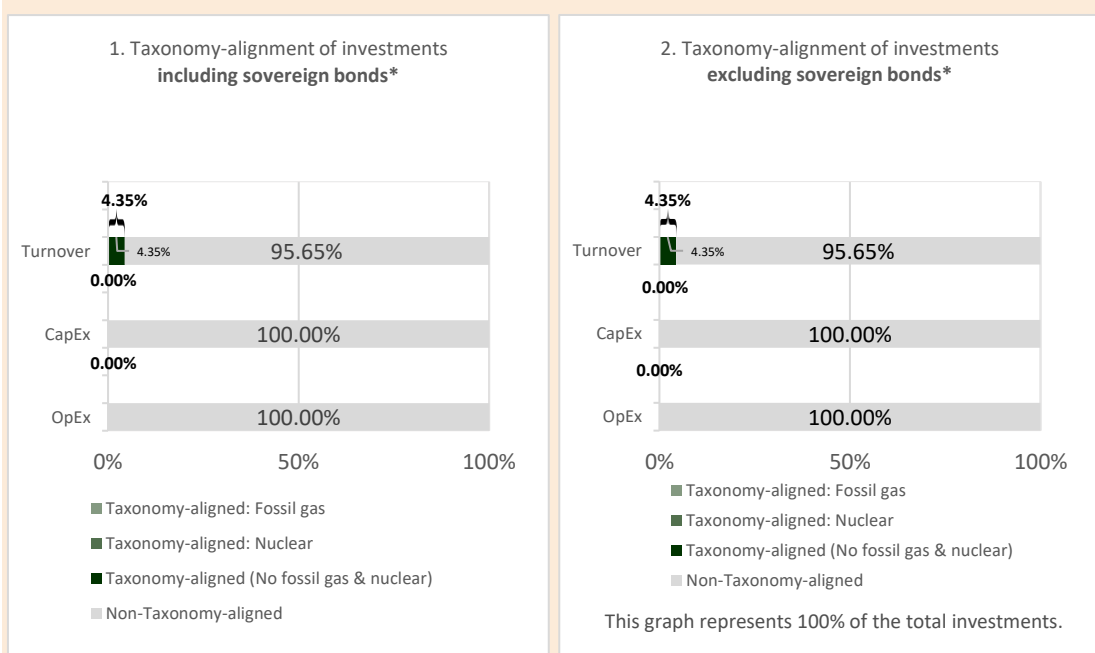 1. Taxonomy-alignment of investments
including sovereign bonds*
4.35%
Turnover
4.35%
95.65%
0.00%
CapEx
100.00%
0.00%
OpEx
100.00%
0%
50%
100%
Taxonomy-aligned: Fossil gas
Taxonomy-aligned: Nuclear
Taxonomy-aligned (No fossil gas & nuclear)
Non-Taxonomy-aligned
2. Taxonomy-alignment of investments
excluding sovereign bonds*
4.35%
Turnover
4.35%
95.65%
0.00%
CapEx
100.00%
0.00%
OpEx
100.00%
0%
50%
100%
Taxonomy-aligned: Fossil gas
Taxonomy-aligned: Nuclear
Taxonomy-aligned (No fossil gas & nuclear)
Non-Taxonomy-aligned
This graph represents 100% of the total investments.